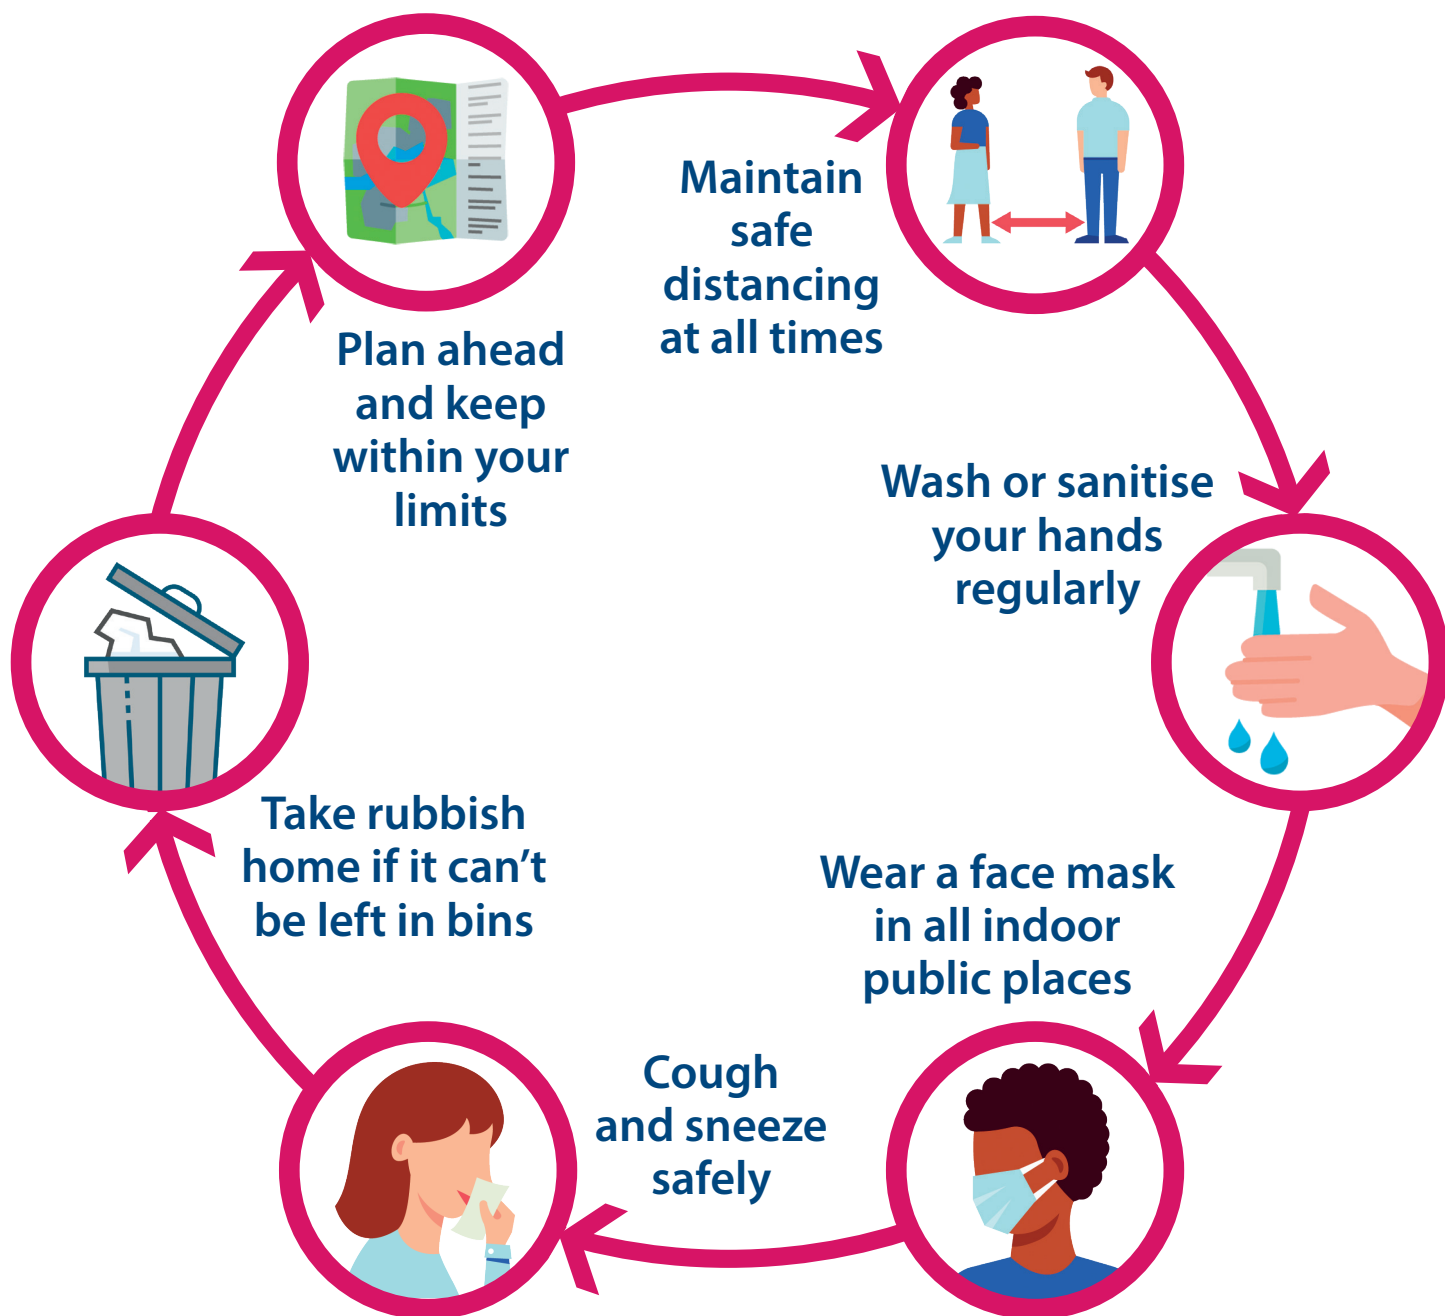 Plan ahead
and keep
within your
limits
Maintain
safe
distancing
at all times
Wash or sanitise
your hands
regularly
Wear a face mask
in all indoor
public places
Cough
and sneeze
safely
Take rubbish
home if it can’t
be left in bins